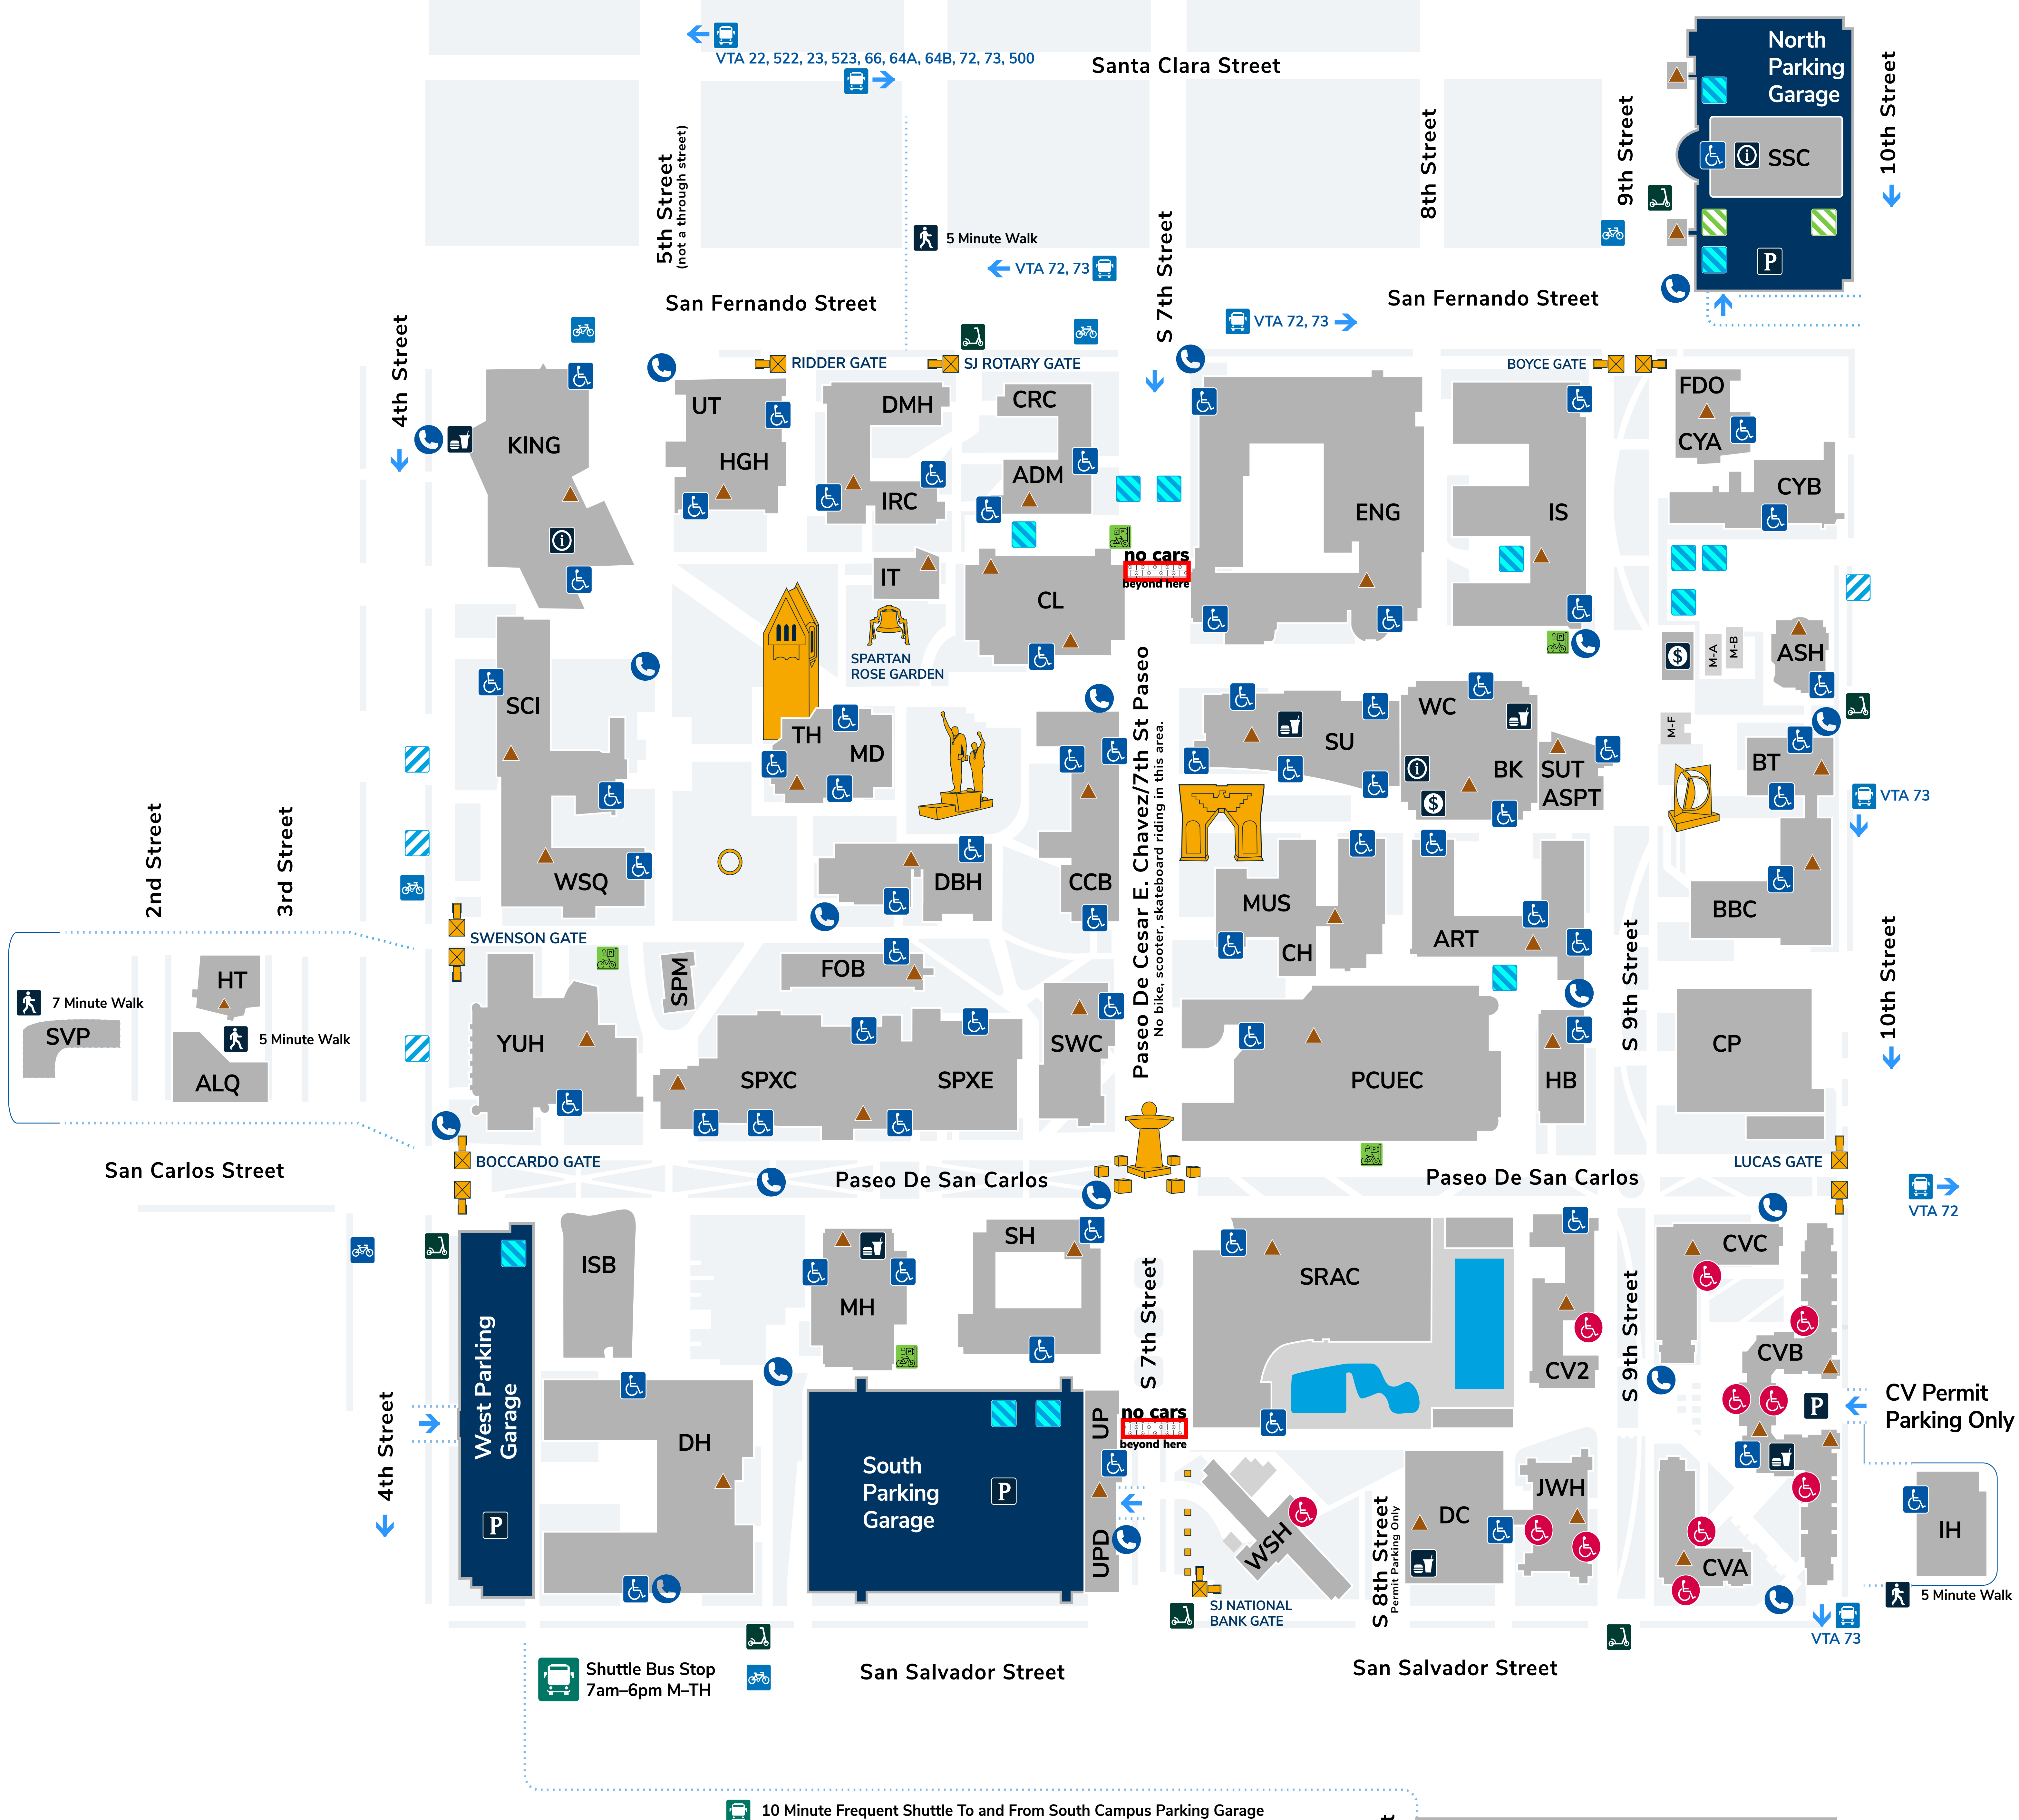 VTA 22, 522, 23, 523, 66, 64A, 64B, 72, 73, 500
Santa Clara Street
North
Parking
Garage
SSC
P
10th Street
9th Street
8th Street
5th Street
(not a through street)
5 Minute Walk
VTA 72, 73
S 7th Street
San Fernando Street
San Fernando Street
VTA 72, 73
4th Street
RIDDER GATE
SJ ROTARY GATE
BOYCE GATE
KING
UT
HGH
DMH
IRC
CRC
ADM
ENG
IS
FDO
CYA
CYB
no cars
beyond here
IT
CL
SPARTAN
ROSE GARDEN
$
M-A
M-B
ASH
M-F
SCI
TH
MD
SU
WC
BK
$
SUT
ASPT
BT
VTA 73
Paseo De Cesar E. Chavez/7th St Paseo
No bike, scooter, skateboard riding in this area.
2nd Street
3rd Street
WSQ
DBH
CCB
MUS
CH
ART
BBC
SWENSON GATE
S 9th Street
10th Street
HT
7 Minute Walk
SVP
5 Minute Walk
ALQ
YUH
SPM
FOB
SPXC
SPXE
SWC
PCUEC
HB
CP
San Carlos Street
BOCCARDO GATE
Paseo De San Carlos
Paseo De San Carlos
LUCAS GATE
VTA 72
West Parking
Garage
P
ISB
MH
SH
S 7th Street
SRAC
CV2
S 9th Street
CVC
CVB
P
CV Permit
Parking Only
4th Street
DH
South
Parking
Garage
P
UP
UPD
no cars
beyond here
WSH
S 8th Street
Permit Parking Only
DC
JWH
CVA
IH
5 Minute Walk
SJ NATIONAL
BANK GATE
VTA 73
Shuttle Bus Stop
7am–6pm M–TH
San Salvador Street
San Salvador Street
10 Minute Frequent Shuttle To and From South Campus Parking Garage